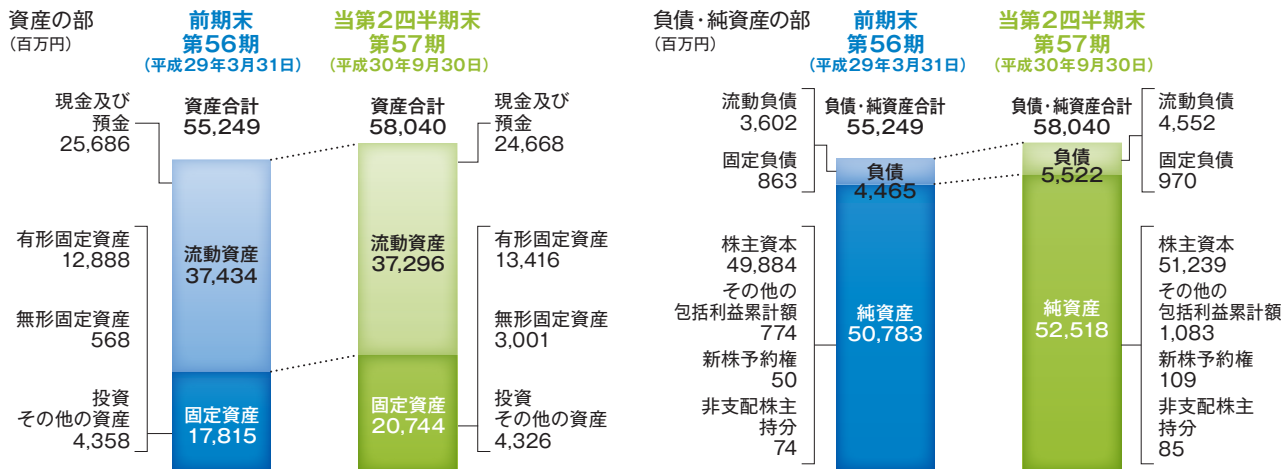 資産の部
(百万円)
前期末
第56期
(平成29年3月31日)
当第2四半期末
第57期
(平成30年9月30日)
現金及び
預金
25,686
資産合計
55,249
資産合計
58,040
現金及び
預金
24,668
有形固定資産
12,888
無形固定資産
568
投資
その他の資産
4,358
流動資産
37,434
固定資産
17,815
流動資産
37,296
固定資産
20,744
有形固定資産
13,416
無形固定資産
3,001
投資
その他の資産
4,326
負債・純資産の部
(百万円)
前期末
第56期
(平成29年3月31日)
当第2四半期末
第57期
(平成30年9月30日)
流動負債
3,602
固定負債
863
負債・純資産合計
55,249
負債・純資産合計
58,040
流動負債
4,552
固定負債
970
負債
4,465
負債
5,522
株主資本
49,884
その他の
包括利益累計額
774
新株予約権
50
非支配株主
持分
74
純資産
50,783
純資産
52,518
株主資本
51,239
その他の
包括利益累計額
1,083
新株予約権
109
非支配株主
持分
85